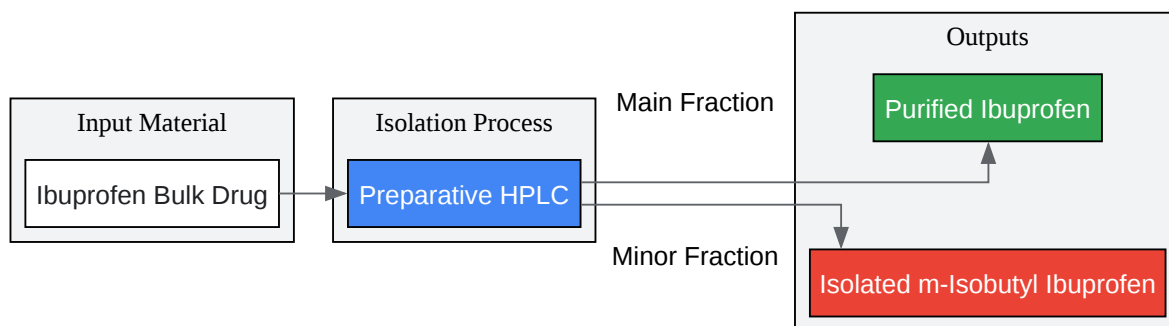 Input Material
Ibuprofen Bulk Drug
Isolation Process
Preparative HPLC
Main Fraction
Minor Fraction
Outputs
Purified Ibuprofen
Isolated m-Isobutyl Ibuprofen